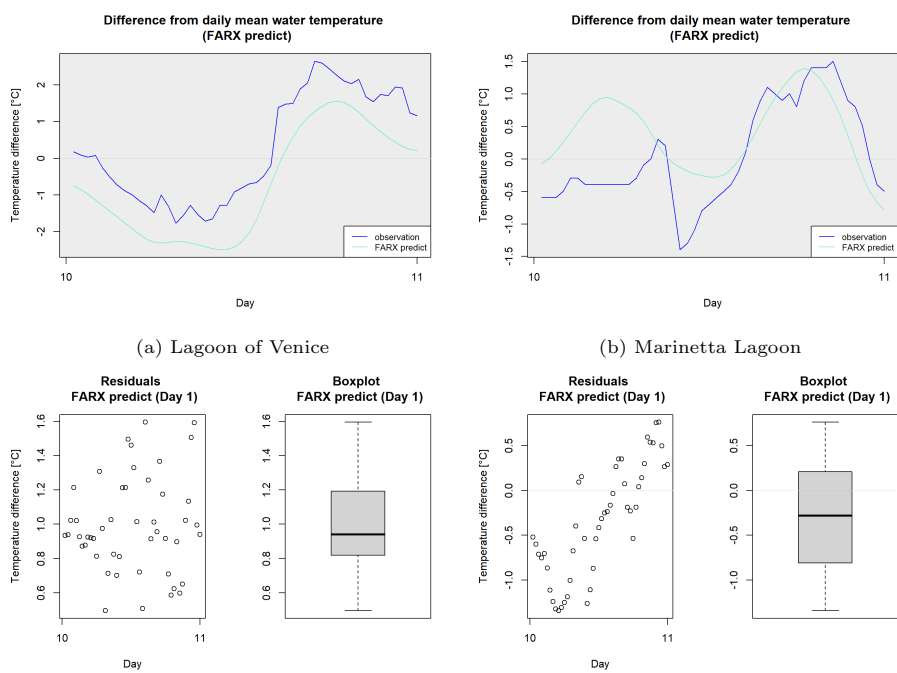 Difference from daily mean water temperature
(FARX predict)
Temperature difference [°C]
2
1
0
-1
-2
observation
FARX predict
10
11
Day
(a) Lagoon of Venice
Difference from daily mean water temperature
(FARX predict)
Temperature difference [°C]
1.5
1.0
0.5
0.0
-0.5
-1.0
-1.5
observation
FARX predict
10
11
Day
(b) Marinetta Lagoon
Residuals
FARX predict (Day 1)
Temperature difference [°C]
1.6
1.4
1.2
1.0
0.8
0.6
10
11
Day
Boxplot
FARX predict (Day 1)
1.6
1.4
1.2
1.0
0.8
0.6
Residuals
FARX predict (Day 1)
Temperature difference [°C]
0.5
0.0
-1.0
10
11
Day
Boxplot
FARX predict (Day 1)
0.5
0.0
-1.0